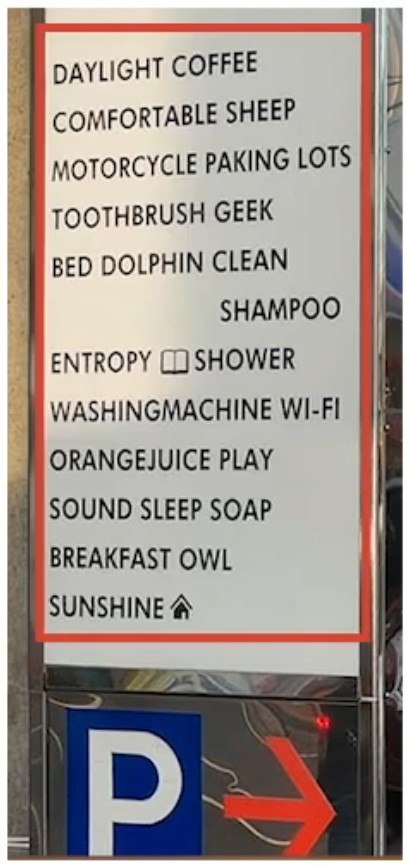 DAYLIGHT COFFEE
COMFORTABLE SHEEP
MOTORCYCLE PAKING LOTS
TOOTHBRUSH GEEK
BED DOLPHIN CLEAN
SHAMPOO
ENTROPY SHOWER
WASHINGMACHINE WI-FI
ORANGEJUICE PLAY
SOUND SLEEP SOAP
BREAKFAST OWL
SUNSHINE
P